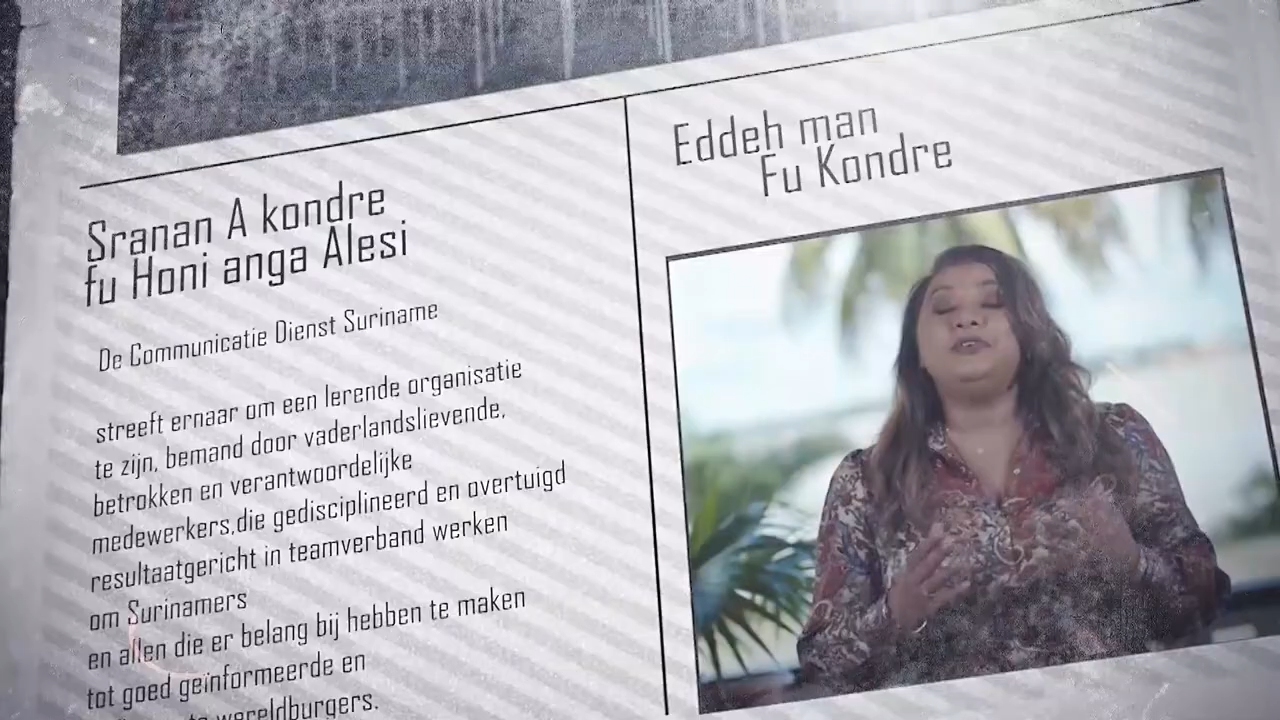 Sranan A kondre
fu Honi anga Alesi
De Communicatie Dienst Suriname
streeft ernaar om een lerende organisatie
te zijn, bemand door vaderlandslievende,
betrokken en verantwoordelijke
medewerkers,die gedisciplineerd en overtuigd
resultaatgericht in teamverband werken
om Surinamers
en allen die er belang bij hebben te maken
tot goed geïnformeerde en
wereldburgers.
Eddeh man
Fu Kondre